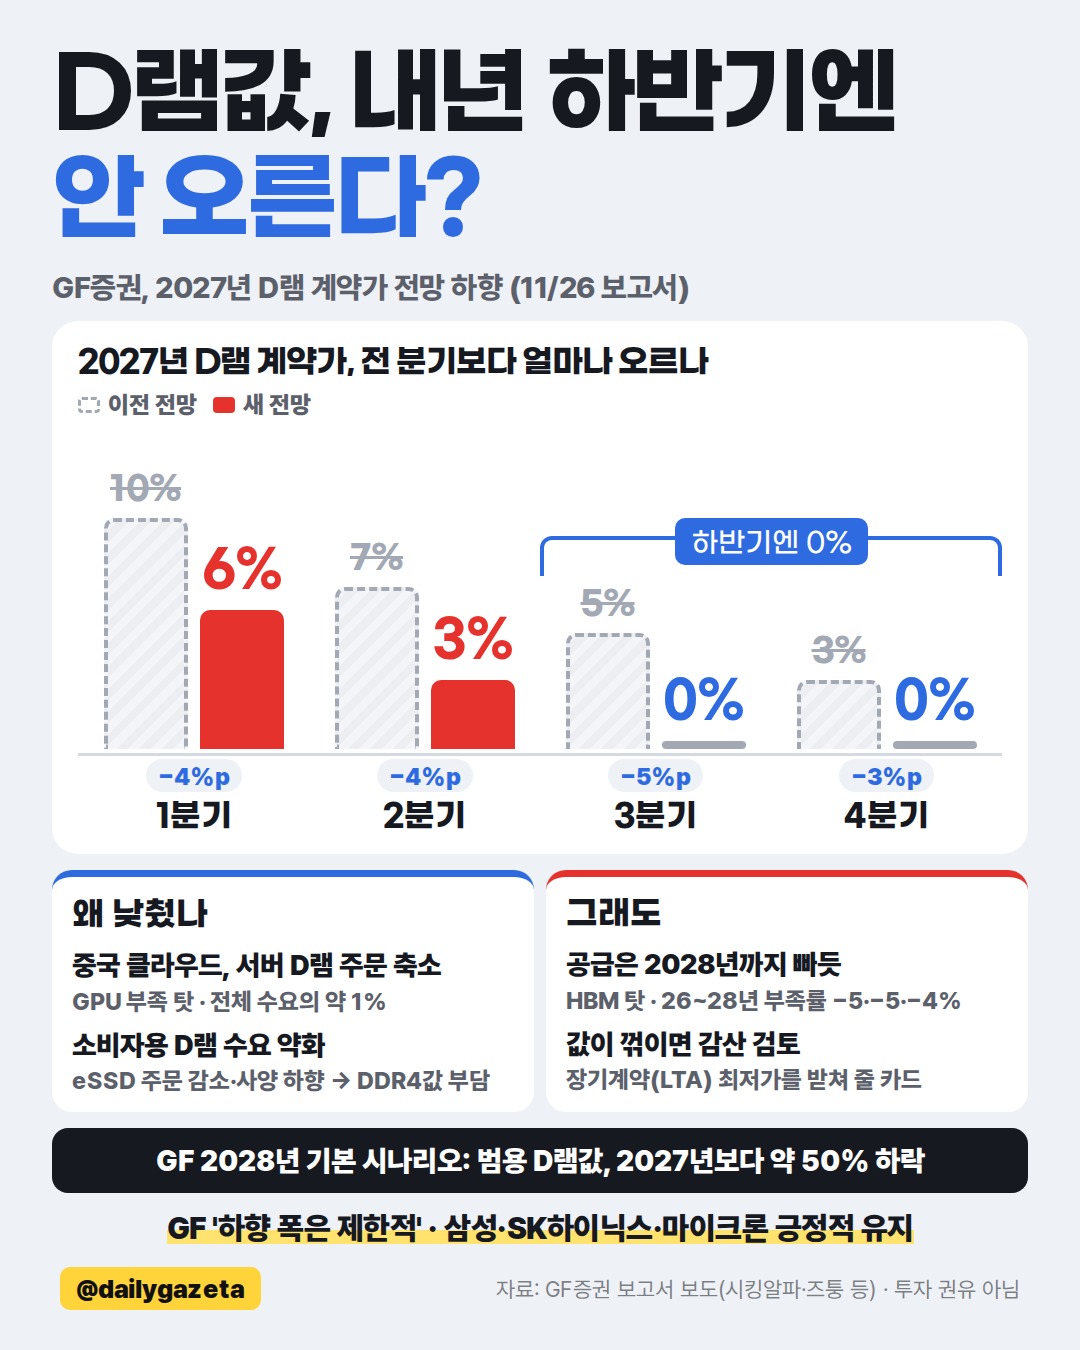 D램값, 내년 하반기엔
안 오른다?
GF증권, 2027년 D램 계약가 전망 하향 (11/26 보고서)
2027년 D램 계약가, 전 분기보다 얼마나 오르나
이전 전망 새 전망
10%
6%
7%
3%
하반기엔 0%
5%
0%
3%
0%
−4%p −4%p −5%p −3%p
1분기 2분기 3분기 4분기
왜 낮췄나
중국 클라우드, 서버 D램 주문 축소
GPU 부족 탓 · 전체 수요의 약 1%
소비자용 D램 수요 약화
eSSD 주문 감소·사양 하향 → DDR4값 부담
그래도
공급은 2028년까지 빠듯
HBM 탓 · 26~28년 부족률 −5·−5·−4%
값이 꺾이면 감산 검토
장기계약(LTA) 최저가를 받쳐 줄 카드
GF 2028년 기본 시나리오: 범용 D램값, 2027년보다 약 50% 하락
GF '하향 폭은 제한적' · 삼성·SK하이닉스·마이크론 긍정적 유지
@dailygazeta
자료: GF증권 보고서 보도(시킹알파·즈퉁 등) · 투자 권유 아님